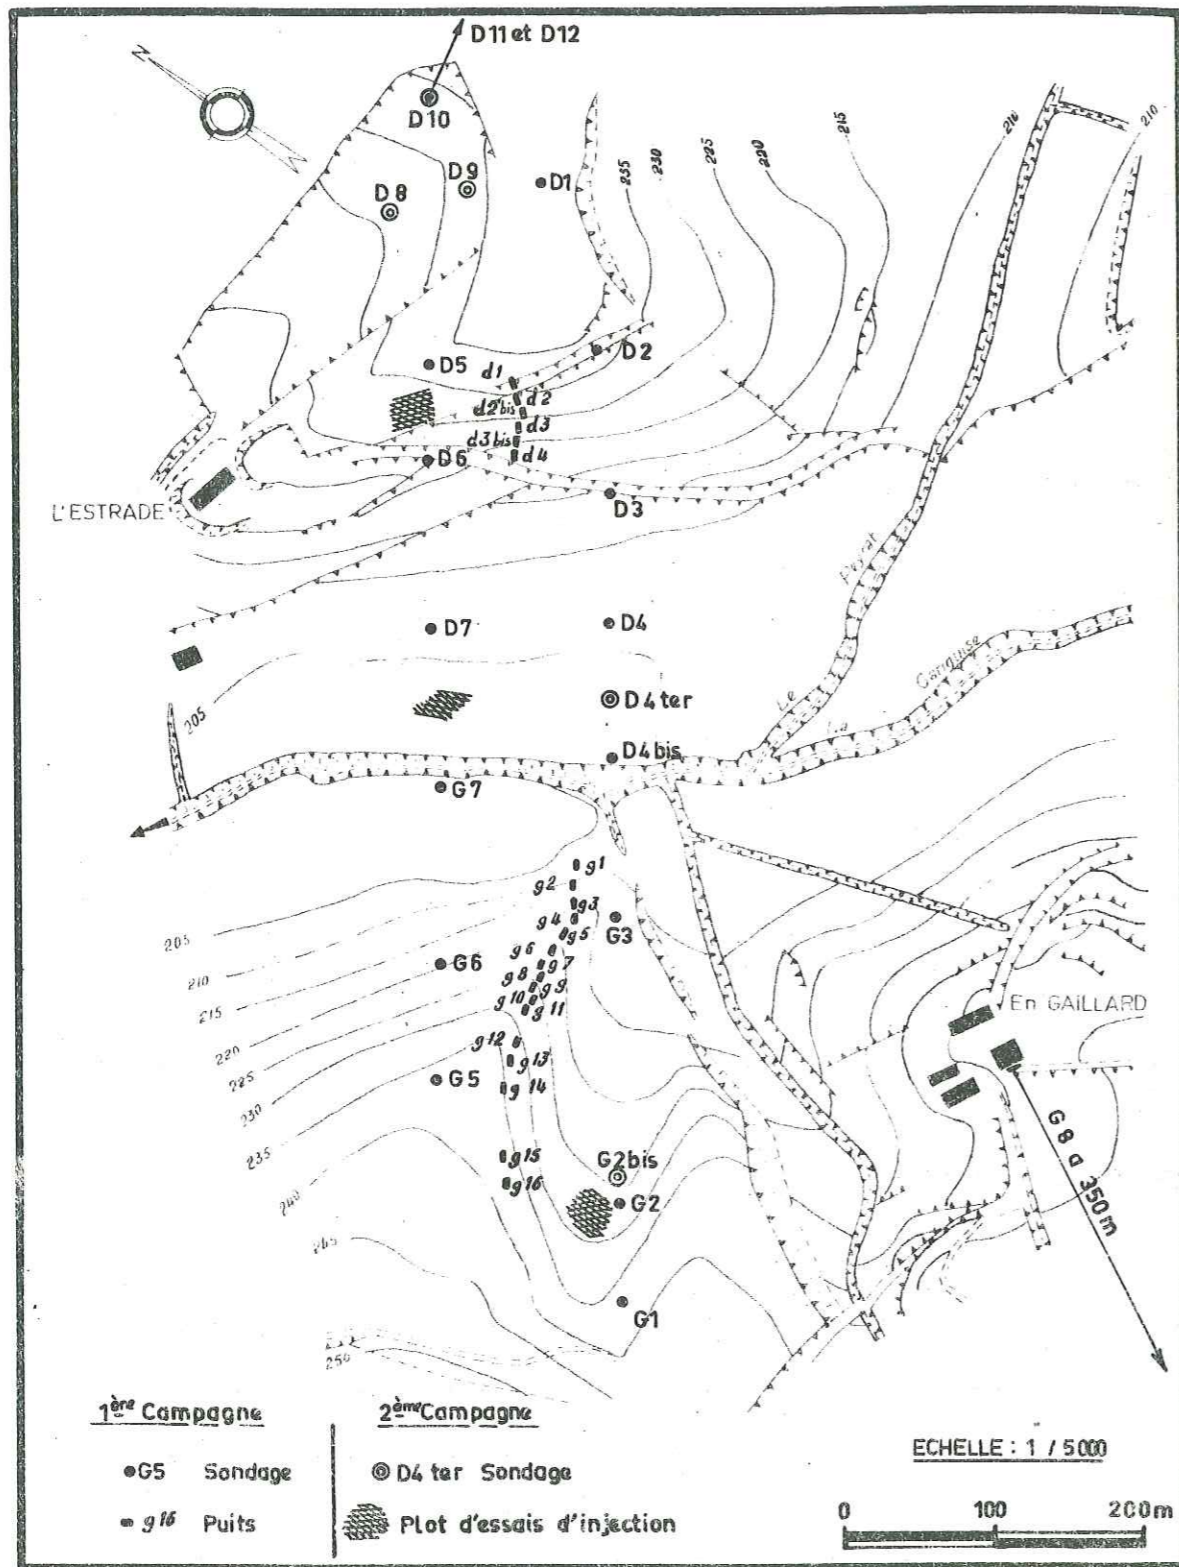 D11 et D12
N
D10
D9
D8
D1
235
230
225
220
215
210
210
D2
D5
d1
d2
d2bis
d3
d3bis
d4
D6
D3
L'ESTRADE
Le Peyrat
D7
D4
La Ganguise
D4 ter
205
D4bis
G7
g1
g2
g3
g4
g5
G3
g6
g7
g8
g9
g10
g11
G6
205
210
215
220
225
230
235
240
245
250
En GAILLARD
g12
g13
g14
G5
g15
g16
G2bis
G2
G1
G8 a 350m
1ère Campagne
2ème Campagne
G5 Sondage
D4 ter Sondage
g16 Puits
Plot d'essais d'injection
ECHELLE : 1 / 5000
0 100 200m